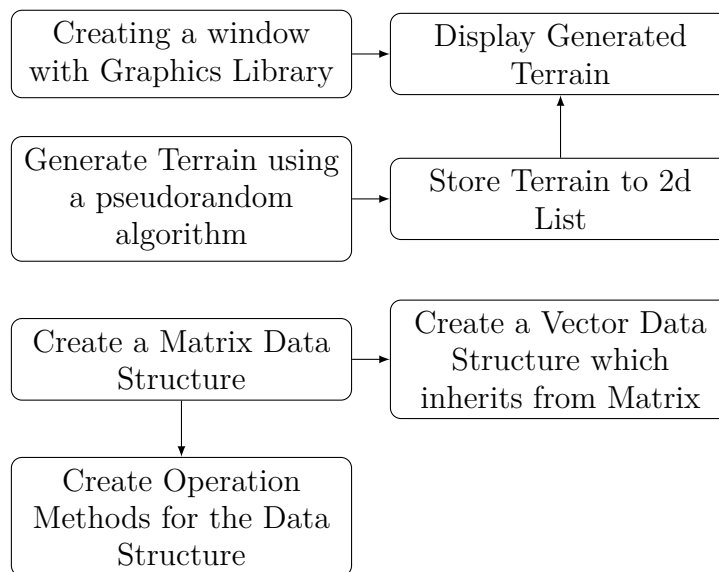 Creating a window
with Graphics Library
Display Generated
Terrain
Generate Terrain using
a pseudorandom
algorithm
Store Terrain to 2d
List
Create a Matrix Data
Structure
Create a Vector Data
Structure which
inherits from Matrix
Create Operation
Methods for the Data
Structure